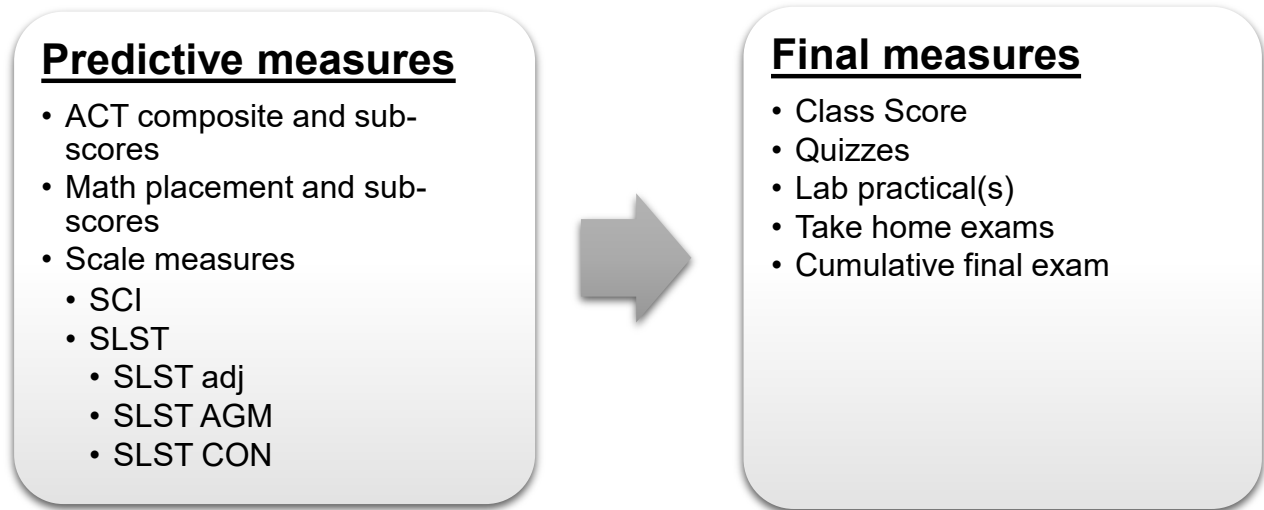 Predictive measures
• ACT composite and sub-
scores
• Math placement and sub-
scores
• Scale measures
• SCI
• SLST
• SLST adj
• SLST AGM
• SLST CON
Final measures
• Class Score
• Quizzes
• Lab practical(s)
• Take home exams
• Cumulative final exam